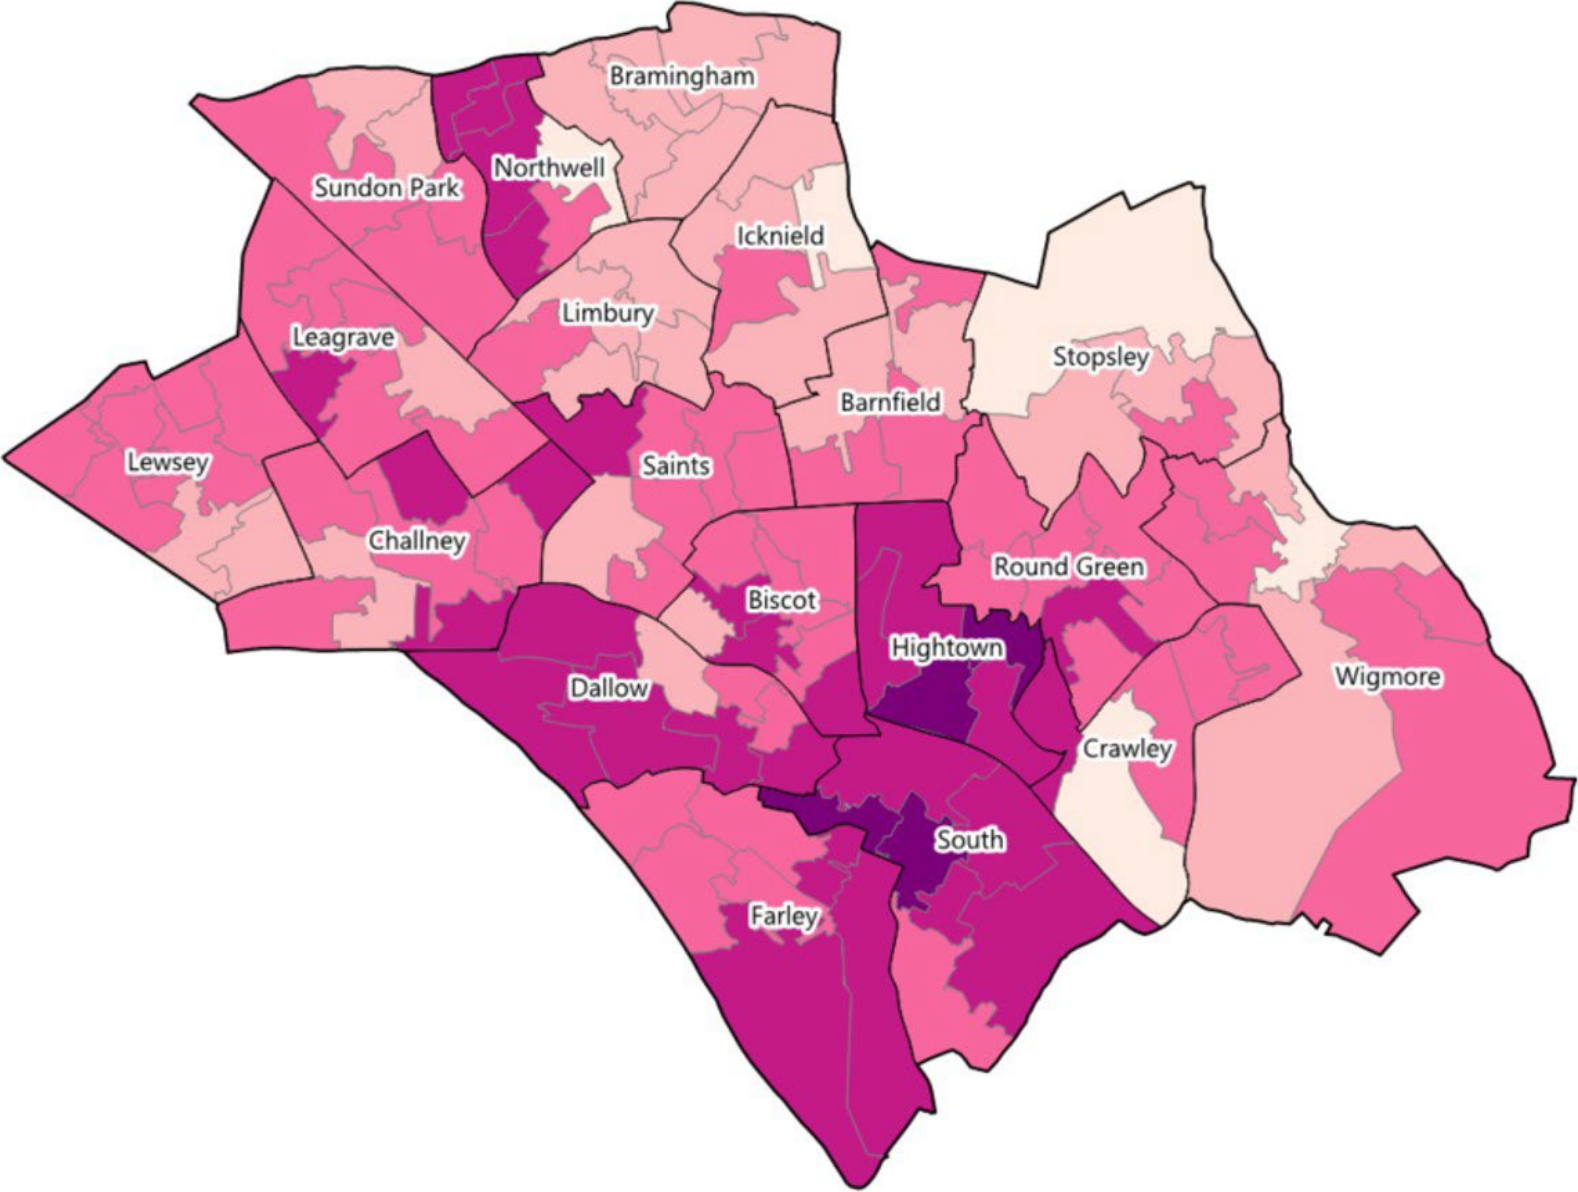 Bramingham
Northwell
Sundon Park
Icknield
Limbury
Leagrave
Stopsley
Barnfield
Lewsey
Saints
Challney
Round Green
Biscot
Hightown
Wigmore
Dallow
Crawley
South
Farley